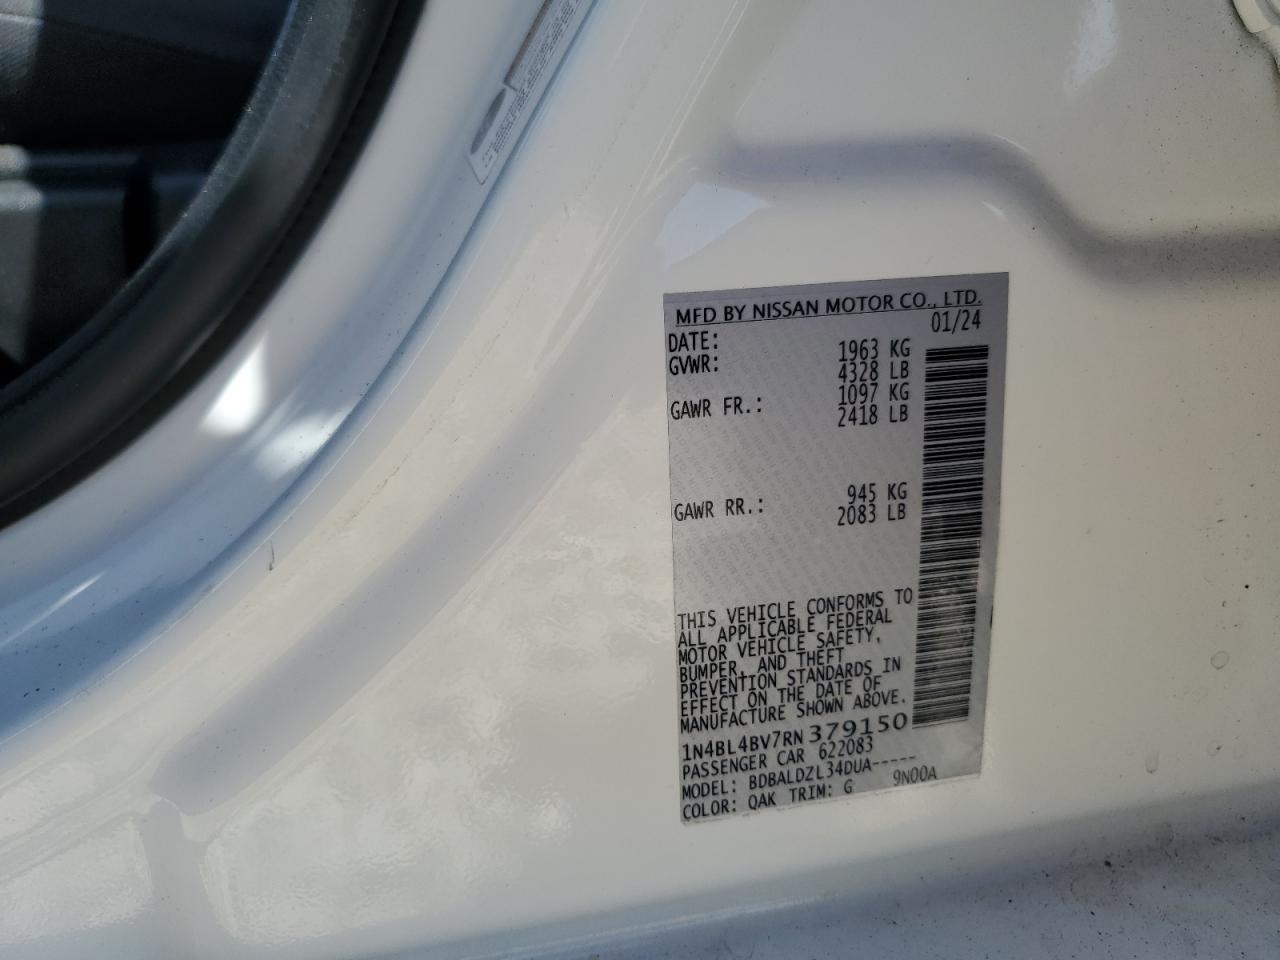 MFD BY NISSAN MOTOR CO., LTD.
DATE: 01/24
GVWR: 1963 KG
4328 LB
GAWR FR.: 1097 KG
2418 LB
GAWR RR.: 945 KG
2083 LB
THIS VEHICLE CONFORMS TO
ALL APPLICABLE FEDERAL
MOTOR VEHICLE SAFETY,
BUMPER, AND THEFT
PREVENTION STANDARDS IN
EFFECT ON THE DATE OF
MANUFACTURE SHOWN ABOVE.
1N4BL4BV7RN379150
PASSENGER CAR 622083
MODEL: BDBALDZL34DUA-----
COLOR: QAK TRIM: G 9N00A